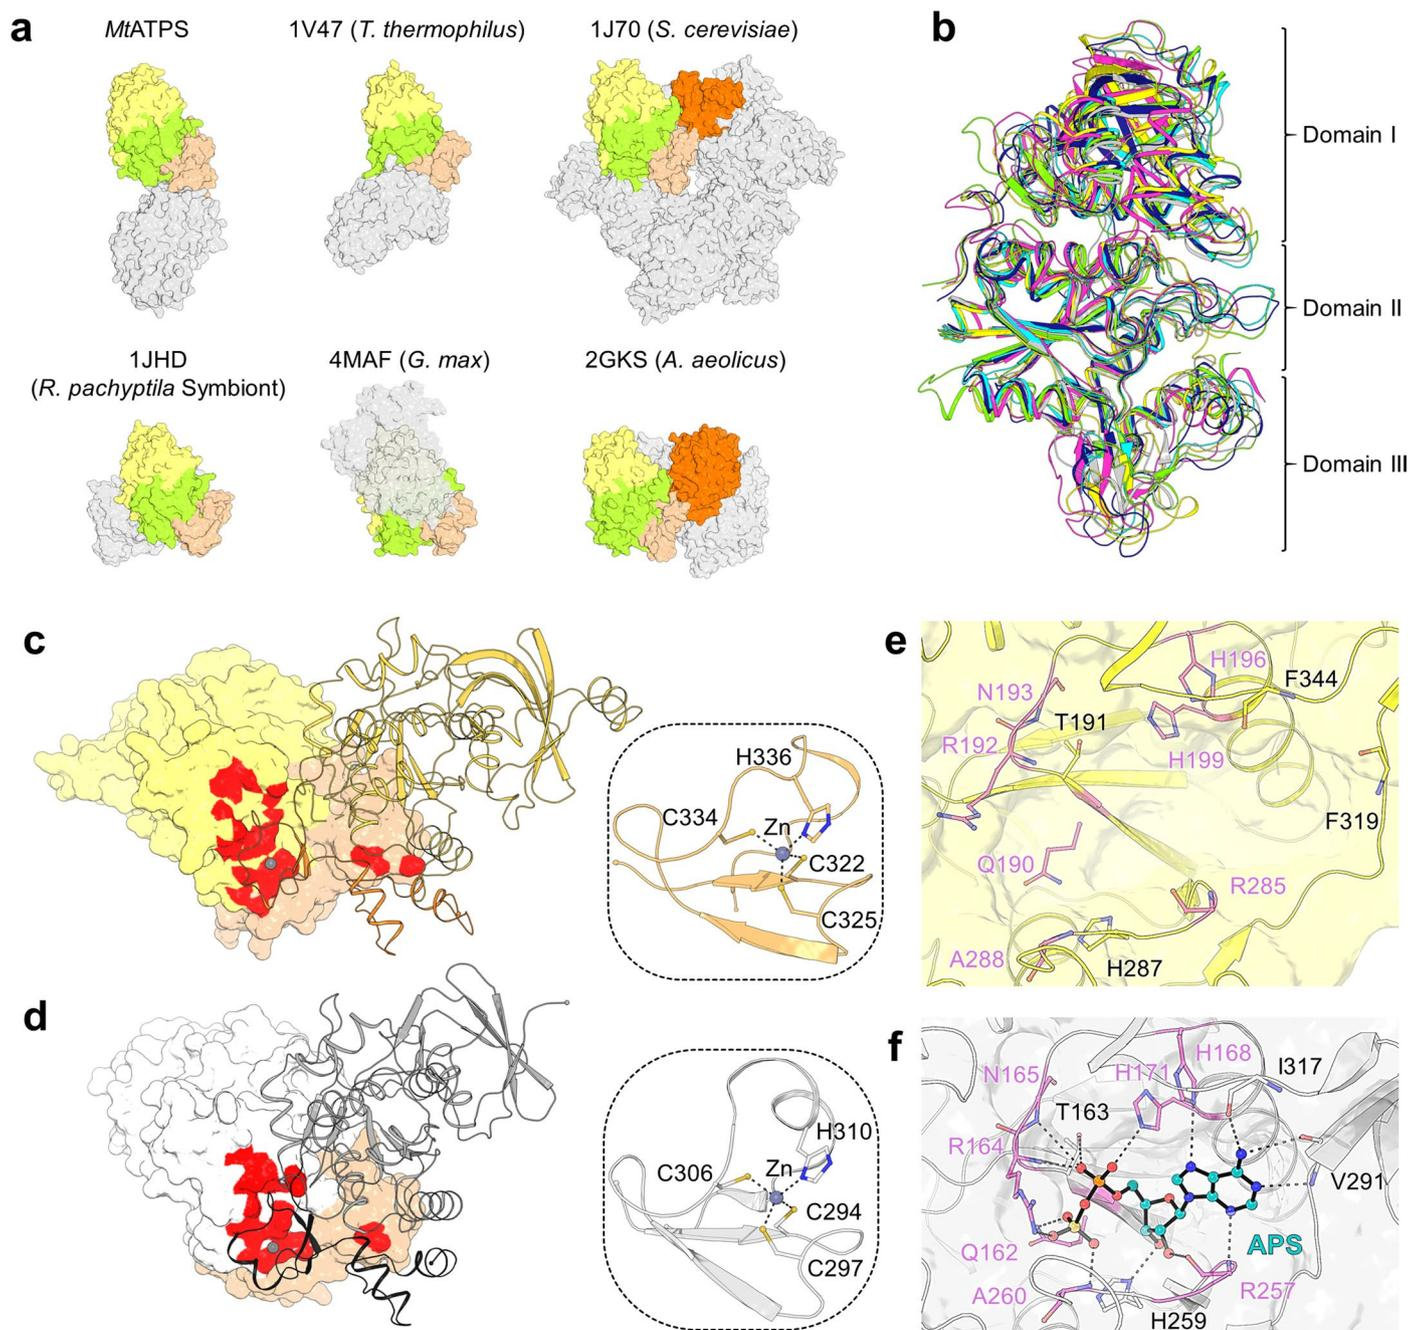 a
MtATPS
1V47 (T. thermophilus)
1J70 (S. cerevisiae)
1JHD
(R. pachyptila Symbiont)
4MAF (G. max)
2GKS (A. aeolicus)
b
Domain I
Domain II
Domain III
c
H336
C334
Zn
C322
C325
d
H310
C306
Zn
C294
C297
e
H196
F344
N193
T191
R192
H199
F319
Q190
R285
A288
H287
f
H168
N165
H171
I317
T163
R164
V291
APS
Q162
A260
R257
H259